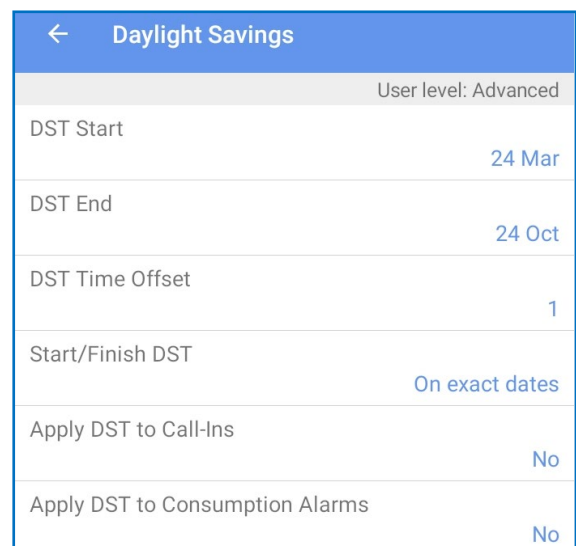 Daylight Savings
User level: Advanced
DST Start
24 Mar
DST End
24 Oct
DST Time Offset
1
Start/Finish DST
On exact dates
Apply DST to Call-Ins
No
Apply DST to Consumption Alarms
No